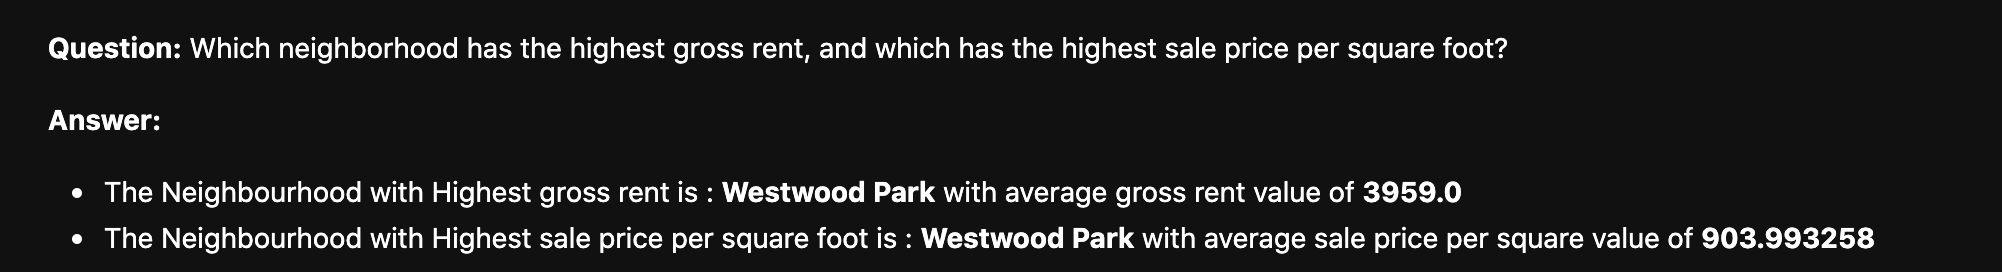 Question: Which neighborhood has the highest gross rent, and which has the highest sale price per square foot?
Answer:
• The Neighbourhood with Highest gross rent is : Westwood Park with average gross rent value of 3959.0
• The Neighbourhood with Highest sale price per square foot is : Westwood Park with average sale price per square value of 903.993258